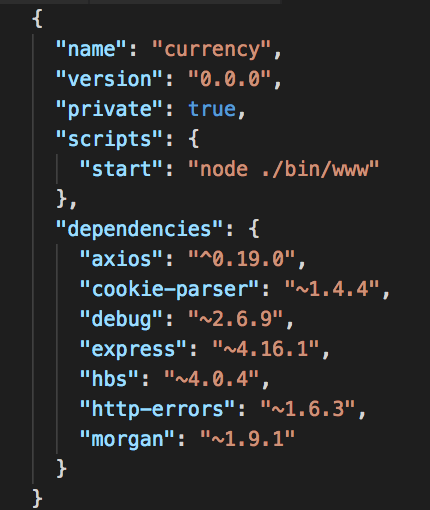 {
"name": "currency",
"version": "0.0.0",
"private": true,
"scripts": {
"start": "node ./bin/www"
},
"dependencies": {
"axios": "^0.19.0",
"cookie-parser": "~1.4.4",
"debug": "~2.6.9",
"express": "~4.16.1",
"hbs": "~4.0.4",
"http-errors": "~1.6.3",
"morgan": "~1.9.1"
}
}